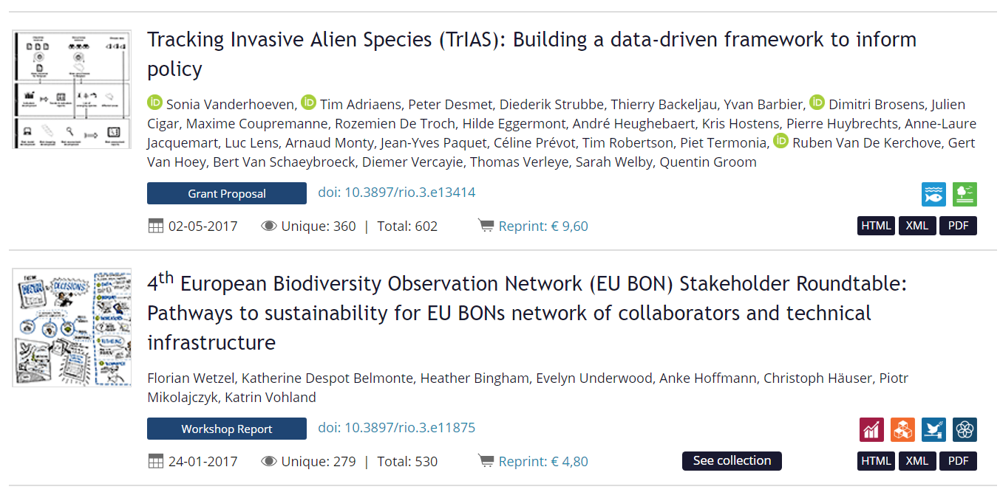 Tracking Invasive Alien Species (TrIAS): Building a data-driven framework to inform
policy
iD Sonia Vanderhoeven, iD Tim Adriaens, Peter Desmet, Diederik Strubbe, Thierry Backeljau, Yvan Barbier, iD Dimitri Brosens, Julien
Cigar, Maxime Coupremanne, Rozemien De Troch, Hilde Eggermont, André Heughebaert, Kris Hostens, Pierre Huybrechts, Anne-Laure
Jacquemart, Luc Lens, Arnaud Monty, Jean-Yves Paquet, Céline Prévot, Tim Robertson, Piet Termonia, iD Ruben Van De Kerchove, Gert
Van Hoey, Bert Van Schaeybroeck, Diemer Vercayie, Thomas Verleye, Sarah Welby, Quentin Groom
Grant Proposal doi: 10.3897/rio.3.e13414
02-05-2017 Unique: 360 | Total: 602 Reprint: € 9,60 HTML XML PDF
4th European Biodiversity Observation Network (EU BON) Stakeholder Roundtable:
Pathways to sustainability for EU BONs network of collaborators and technical
infrastructure
Florian Wetzel, Katherine Despot Belmonte, Heather Bingham, Evelyn Underwood, Anke Hoffmann, Christoph Häuser, Piotr
Mikolajczyk, Katrin Vohland
Workshop Report doi: 10.3897/rio.3.e11875
24-01-2017 Unique: 279 | Total: 530 Reprint: € 4,80 See collection HTML XML PDF